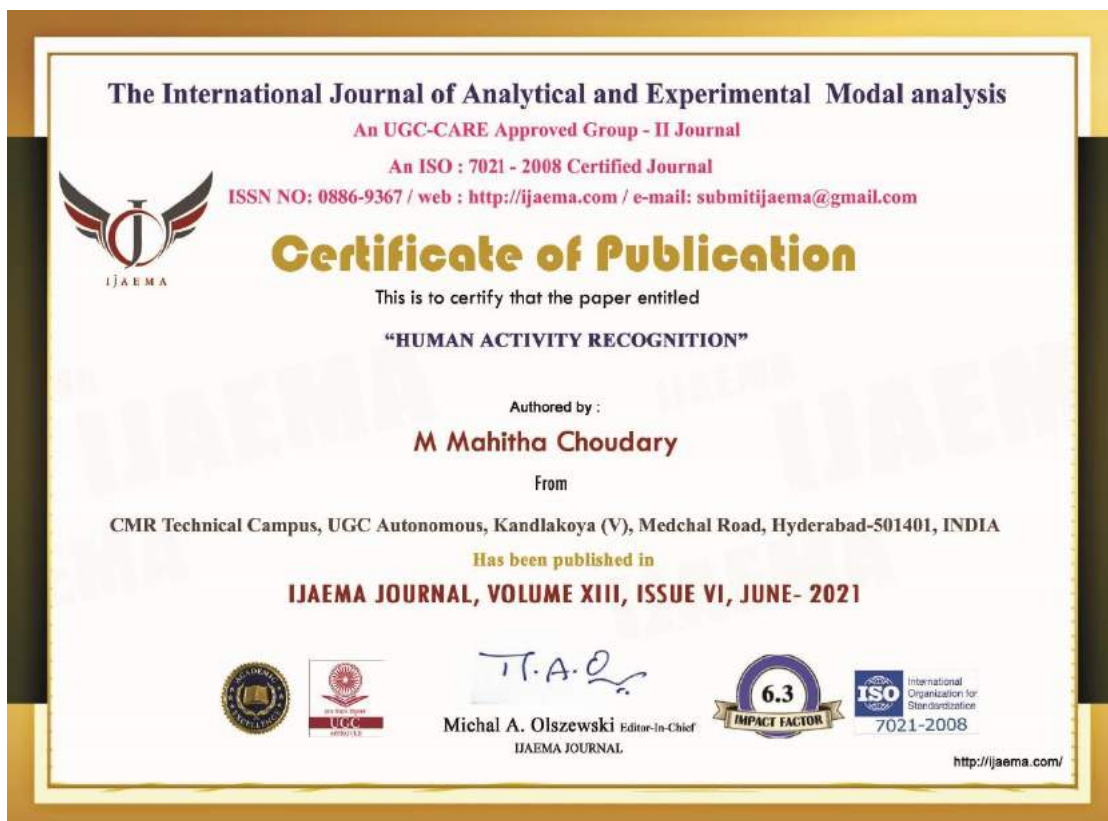 The International Journal of Analytical and Experimental Modal analysis
An UGC-CARE Approved Group - II Journal
An ISO : 7021 - 2008 Certified Journal
ISSN NO: 0886-9367 / web : http://ijaema.com / e-mail: submitijaema@gmail.com
IJAEMA
Certificate of Publication
This is to certify that the paper entitled
“HUMAN ACTIVITY RECOGNITION”
Authored by :
M Mahitha Choudary
From
CMR Technical Campus, UGC Autonomous, Kandlakoya (V), Medchal Road, Hyderabad-501401, INDIA
Has been published in
IJAEMA JOURNAL, VOLUME XIII, ISSUE VI, JUNE- 2021
ACADEMIC
EXCELLENCE
UGC
APPROVED
T.A.O
Michal A. Olszewski Editor-In-Chief
IJAEMA JOURNAL
6.3
IMPACT FACTOR
ISO
International
Organization for
Standardization
7021-2008
http://ijaema.com/